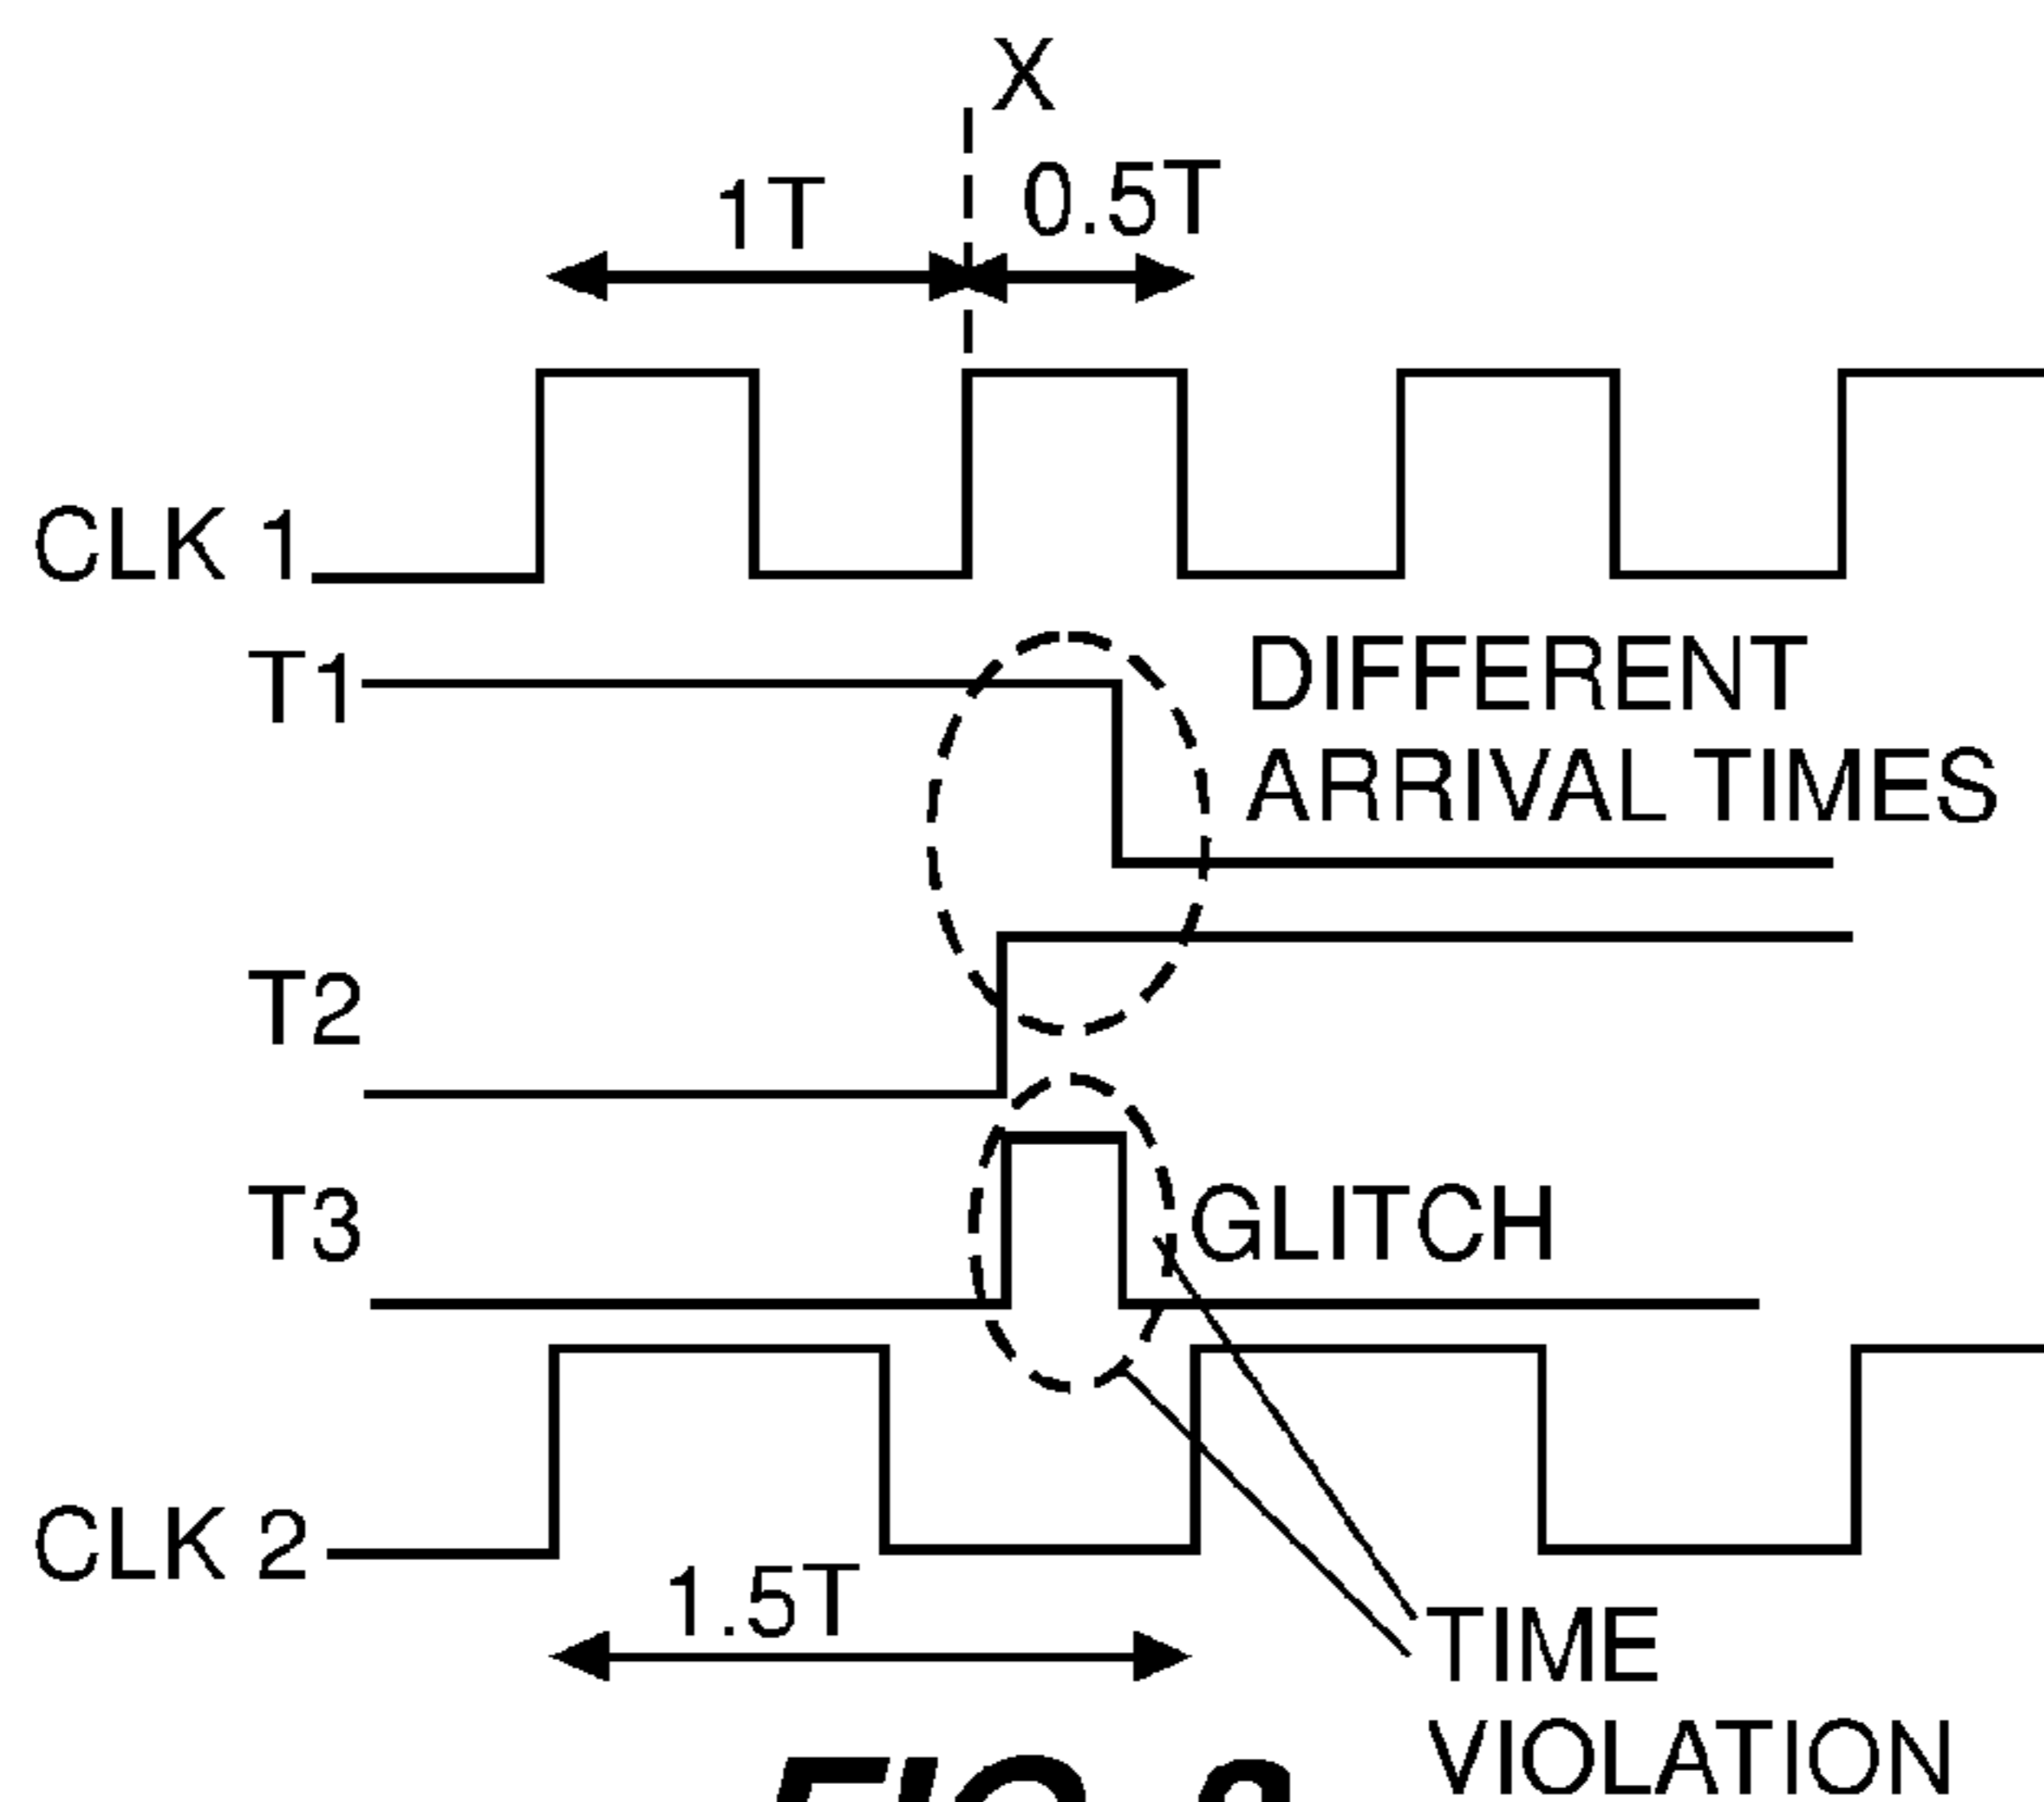 X
1T
0.5T
CLK 1
T1
DIFFERENT
ARRIVAL TIMES
T2
T3
GLITCH
CLK 2
1.5T
TIME
VIOLATION